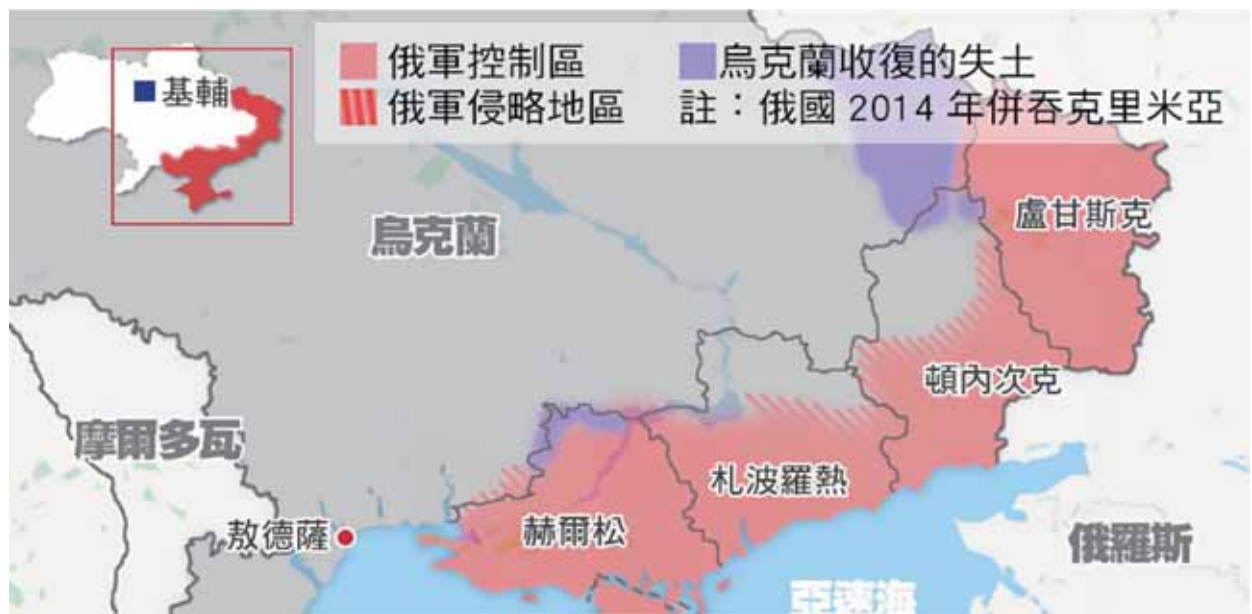 基輔
俄軍控制區
烏克蘭收復的失土
俄軍侵略地區
註：俄國 2014 年併吞克里米亞
烏克蘭
盧甘斯克
頓內次克
摩爾多瓦
札波羅熱
敖德薩
赫爾松
俄羅斯
亞速海